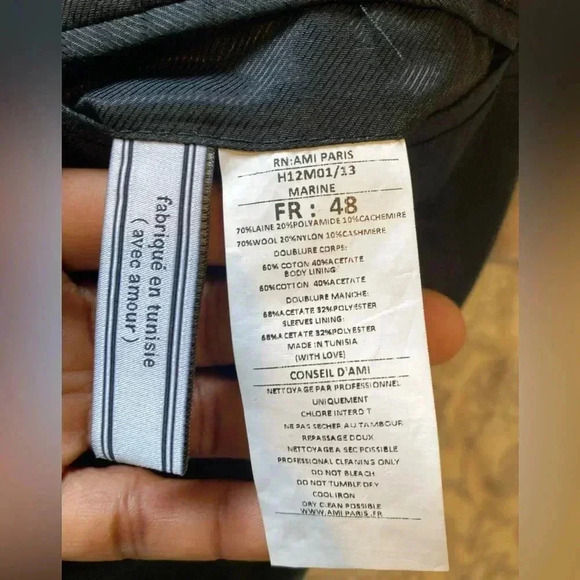 fabriqué en tunisie
( avec amour )
RN:AMI PARIS
H12M01/13
MARINE
FR : 48
70%LAINE 20%POLYAMIDE 10%CACHEMIRE
70%WOOL 20%NYLON 10%CASHMERE
DOUBLURE CORPS:
60% COTON 40%ACETATE
BODY LINING:
60%COTTON 40%ACETATE
DOUBLURE MANCHE:
68%ACETATE 32%POLYESTER
SLEEVES LINING:
68%ACETATE 32%POLYESTER
MADE IN TUNISIA
(WITH LOVE)
CONSEIL D'AMI
NETTOYAGE PAR PROFESSIONNEL
UNIQUEMENT
CHLORE INTERDIT
NE PAS SECHER AU TAMBOUR
REPASSAGE DOUX
NETTOYAGE A SEC POSSIBLE
PROFESSIONAL CLEANING ONLY
DO NOT BLEACH
DO NOT TUMBLE DRY
COOL IRON
DRY CLEAN POSSIBLE
WWW.AMI PARIS .FR